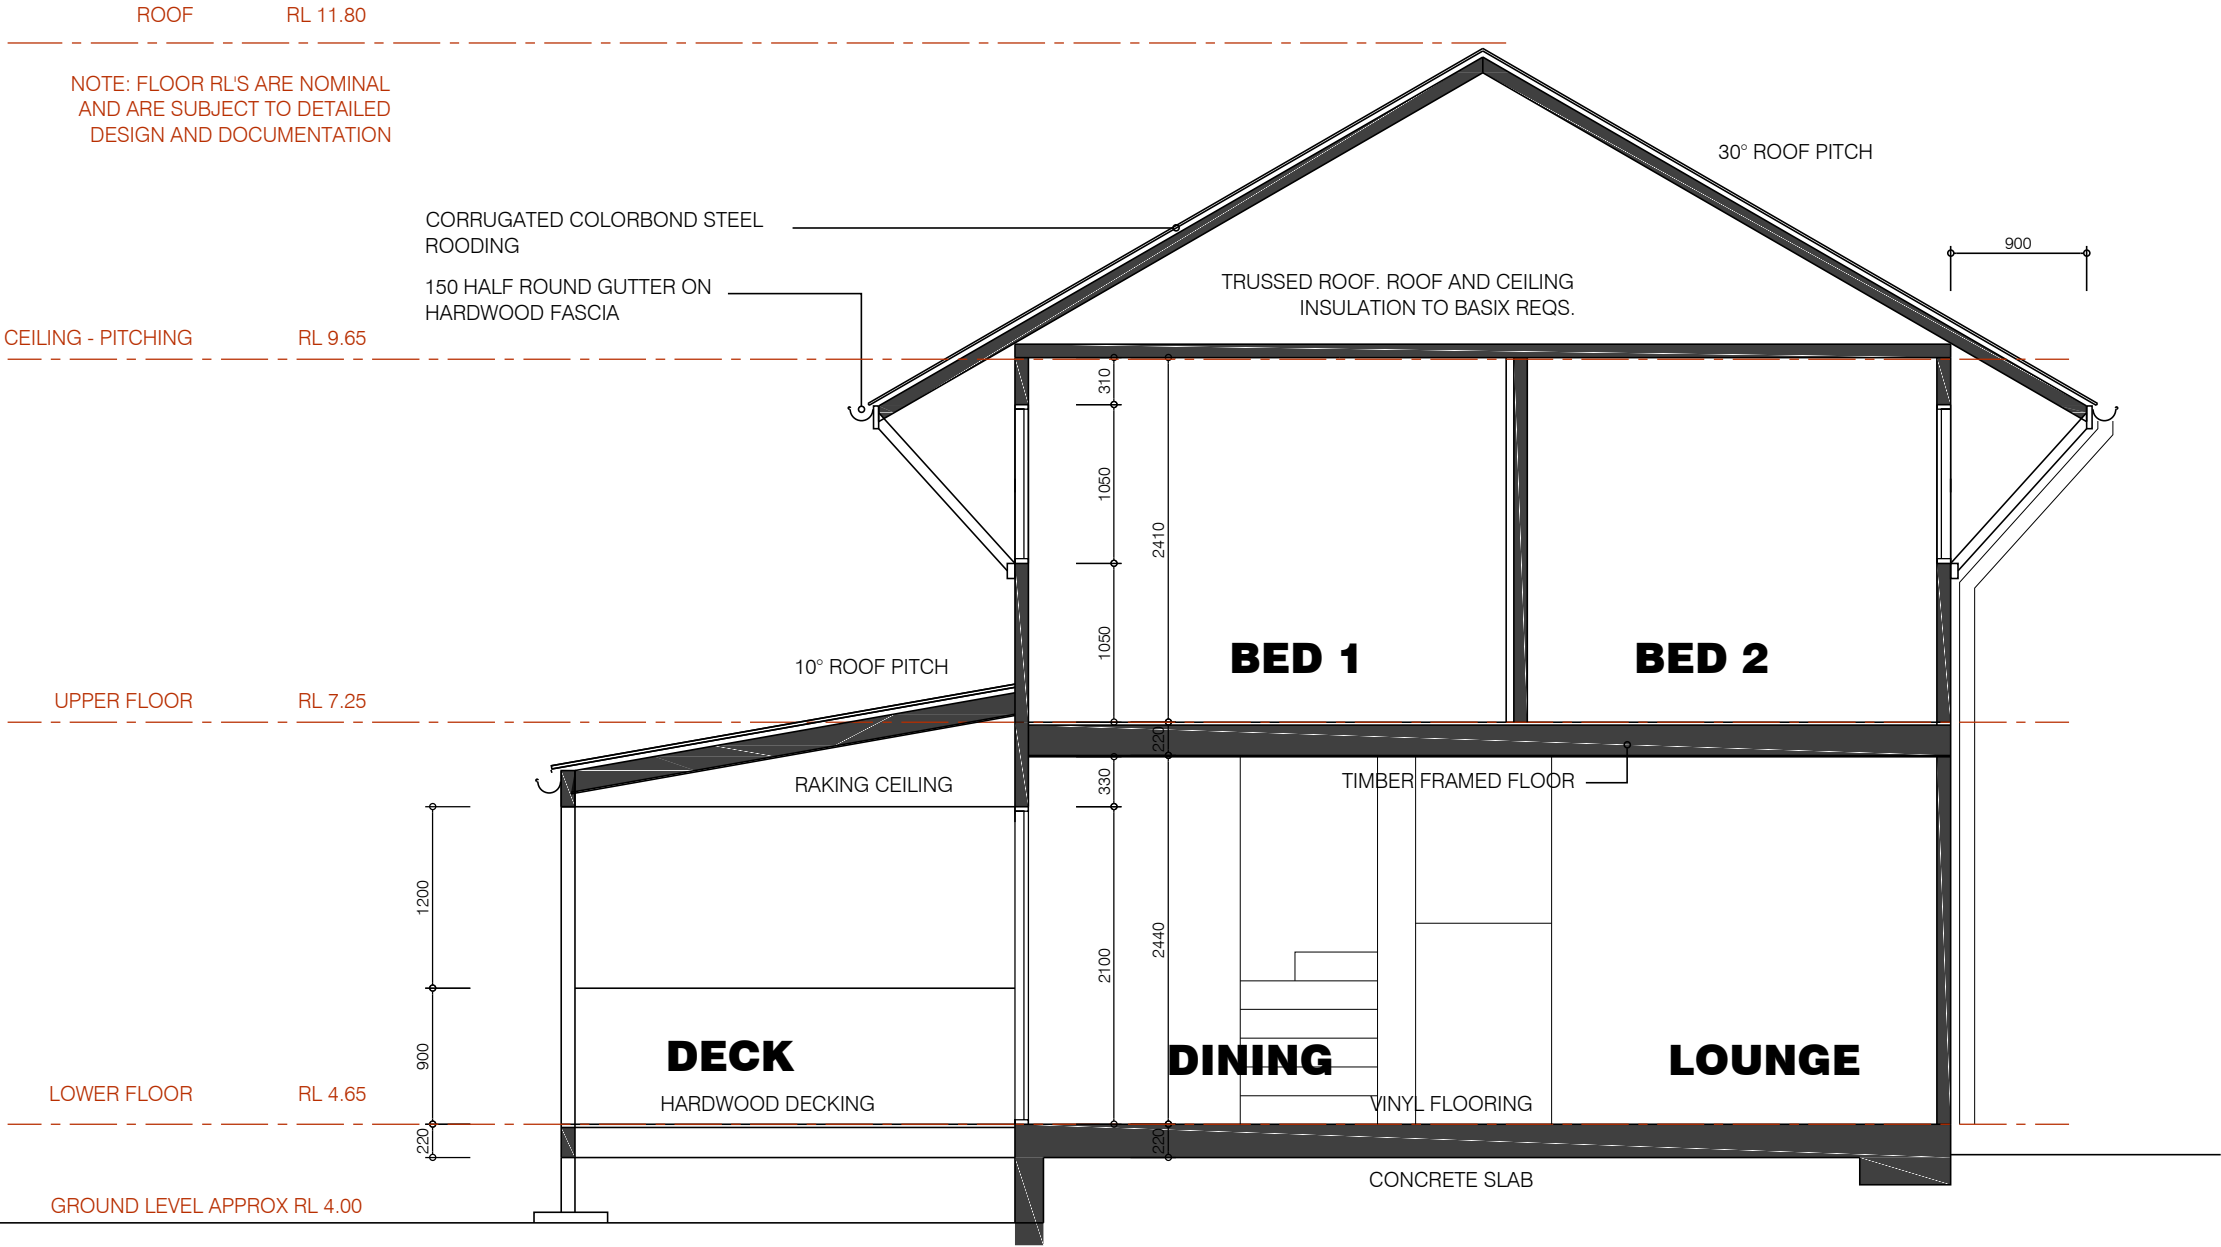 ROOF RL 11.80
NOTE: FLOOR RL'S ARE NOMINAL
AND ARE SUBJECT TO DETAILED
DESIGN AND DOCUMENTATION
30° ROOF PITCH
CORRUGATED COLORBOND STEEL
ROODING
900
150 HALF ROUND GUTTER ON
HARDWOOD FASCIA
TRUSSED ROOF. ROOF AND CEILING
INSULATION TO BASIX REQS.
CEILING - PITCHING RL 9.65
310
1050
2410
1050
BED 1
BED 2
10° ROOF PITCH
UPPER FLOOR RL 7.25
220
330
RAKING CEILING
TIMBER FRAMED FLOOR
1200
2440
2100
900
DECK
DINING
LOUNGE
LOWER FLOOR RL 4.65
HARDWOOD DECKING
VINYL FLOORING
220
220
CONCRETE SLAB
GROUND LEVEL APPROX RL 4.00